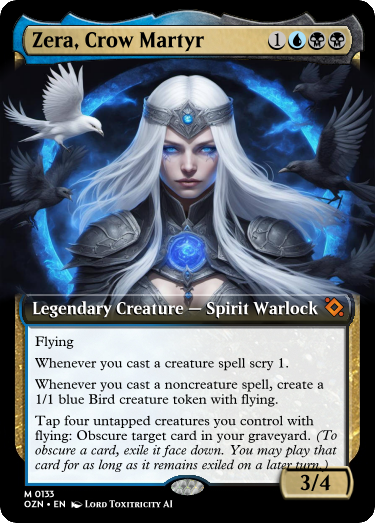 Zera, Crow Martyr 1
Legendary Creature — Spirit Warlock
Flying
Whenever you cast a creature spell scry 1.
Whenever you cast a noncreature spell, create a
1/1 blue Bird creature token with flying.
Tap four untapped creatures you control with
flying: Obscure target card in your graveyard. (To
obscure a card, exile it face down. You may play
that card for as long as it remains exiled on a later turn.)
3/4
M 0133
OZN • EN Lord Toxitricity AI